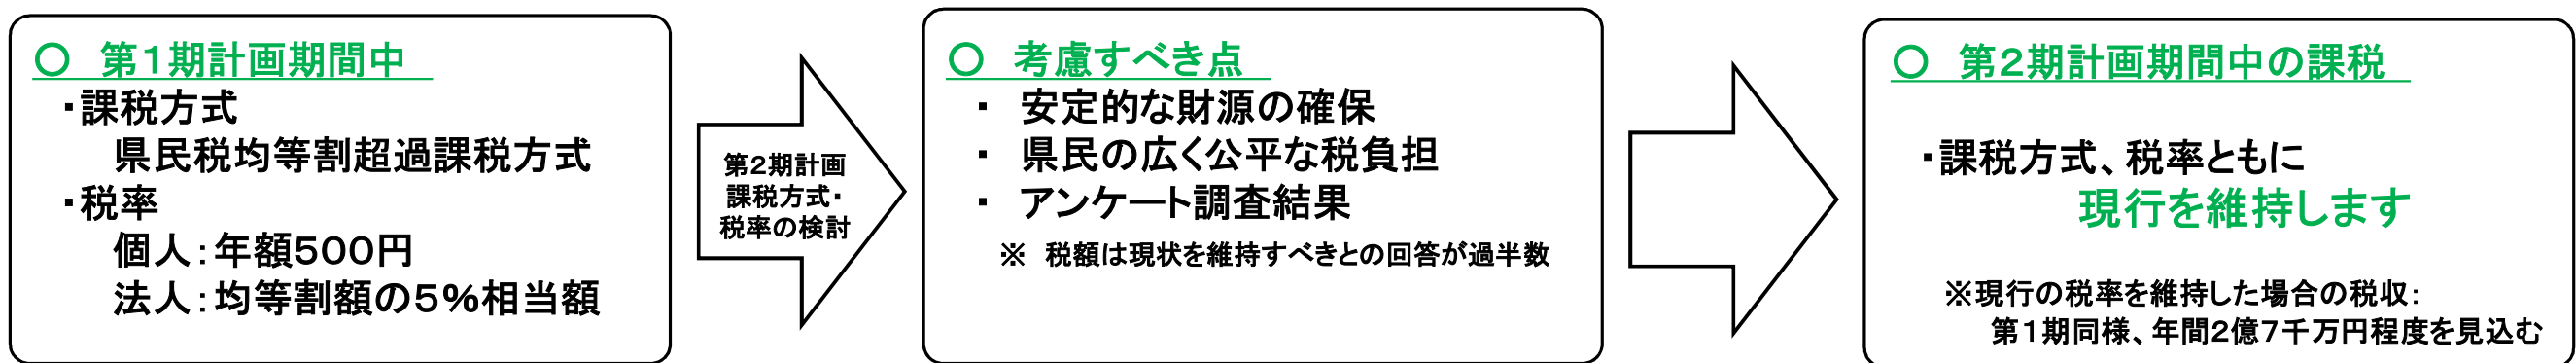 ○　第1期計画期間中
・課税方式
県民税均等割超過課税方式
・税率
個人：年額500円
法人：均等割額の5%相当額
第2期計画
課税方式・
税率の検討
○　考慮すべき点
・　安定的な財源の確保
・　県民の広く公平な税負担
・　アンケート調査結果
※　税額は現状を維持すべきとの回答が過半数
○　第2期計画期間中の課税
・課税方式、税率ともに
現行を維持します
※現行の税率を維持した場合の税収：
第1期同様、年間2億7千万円程度を見込む